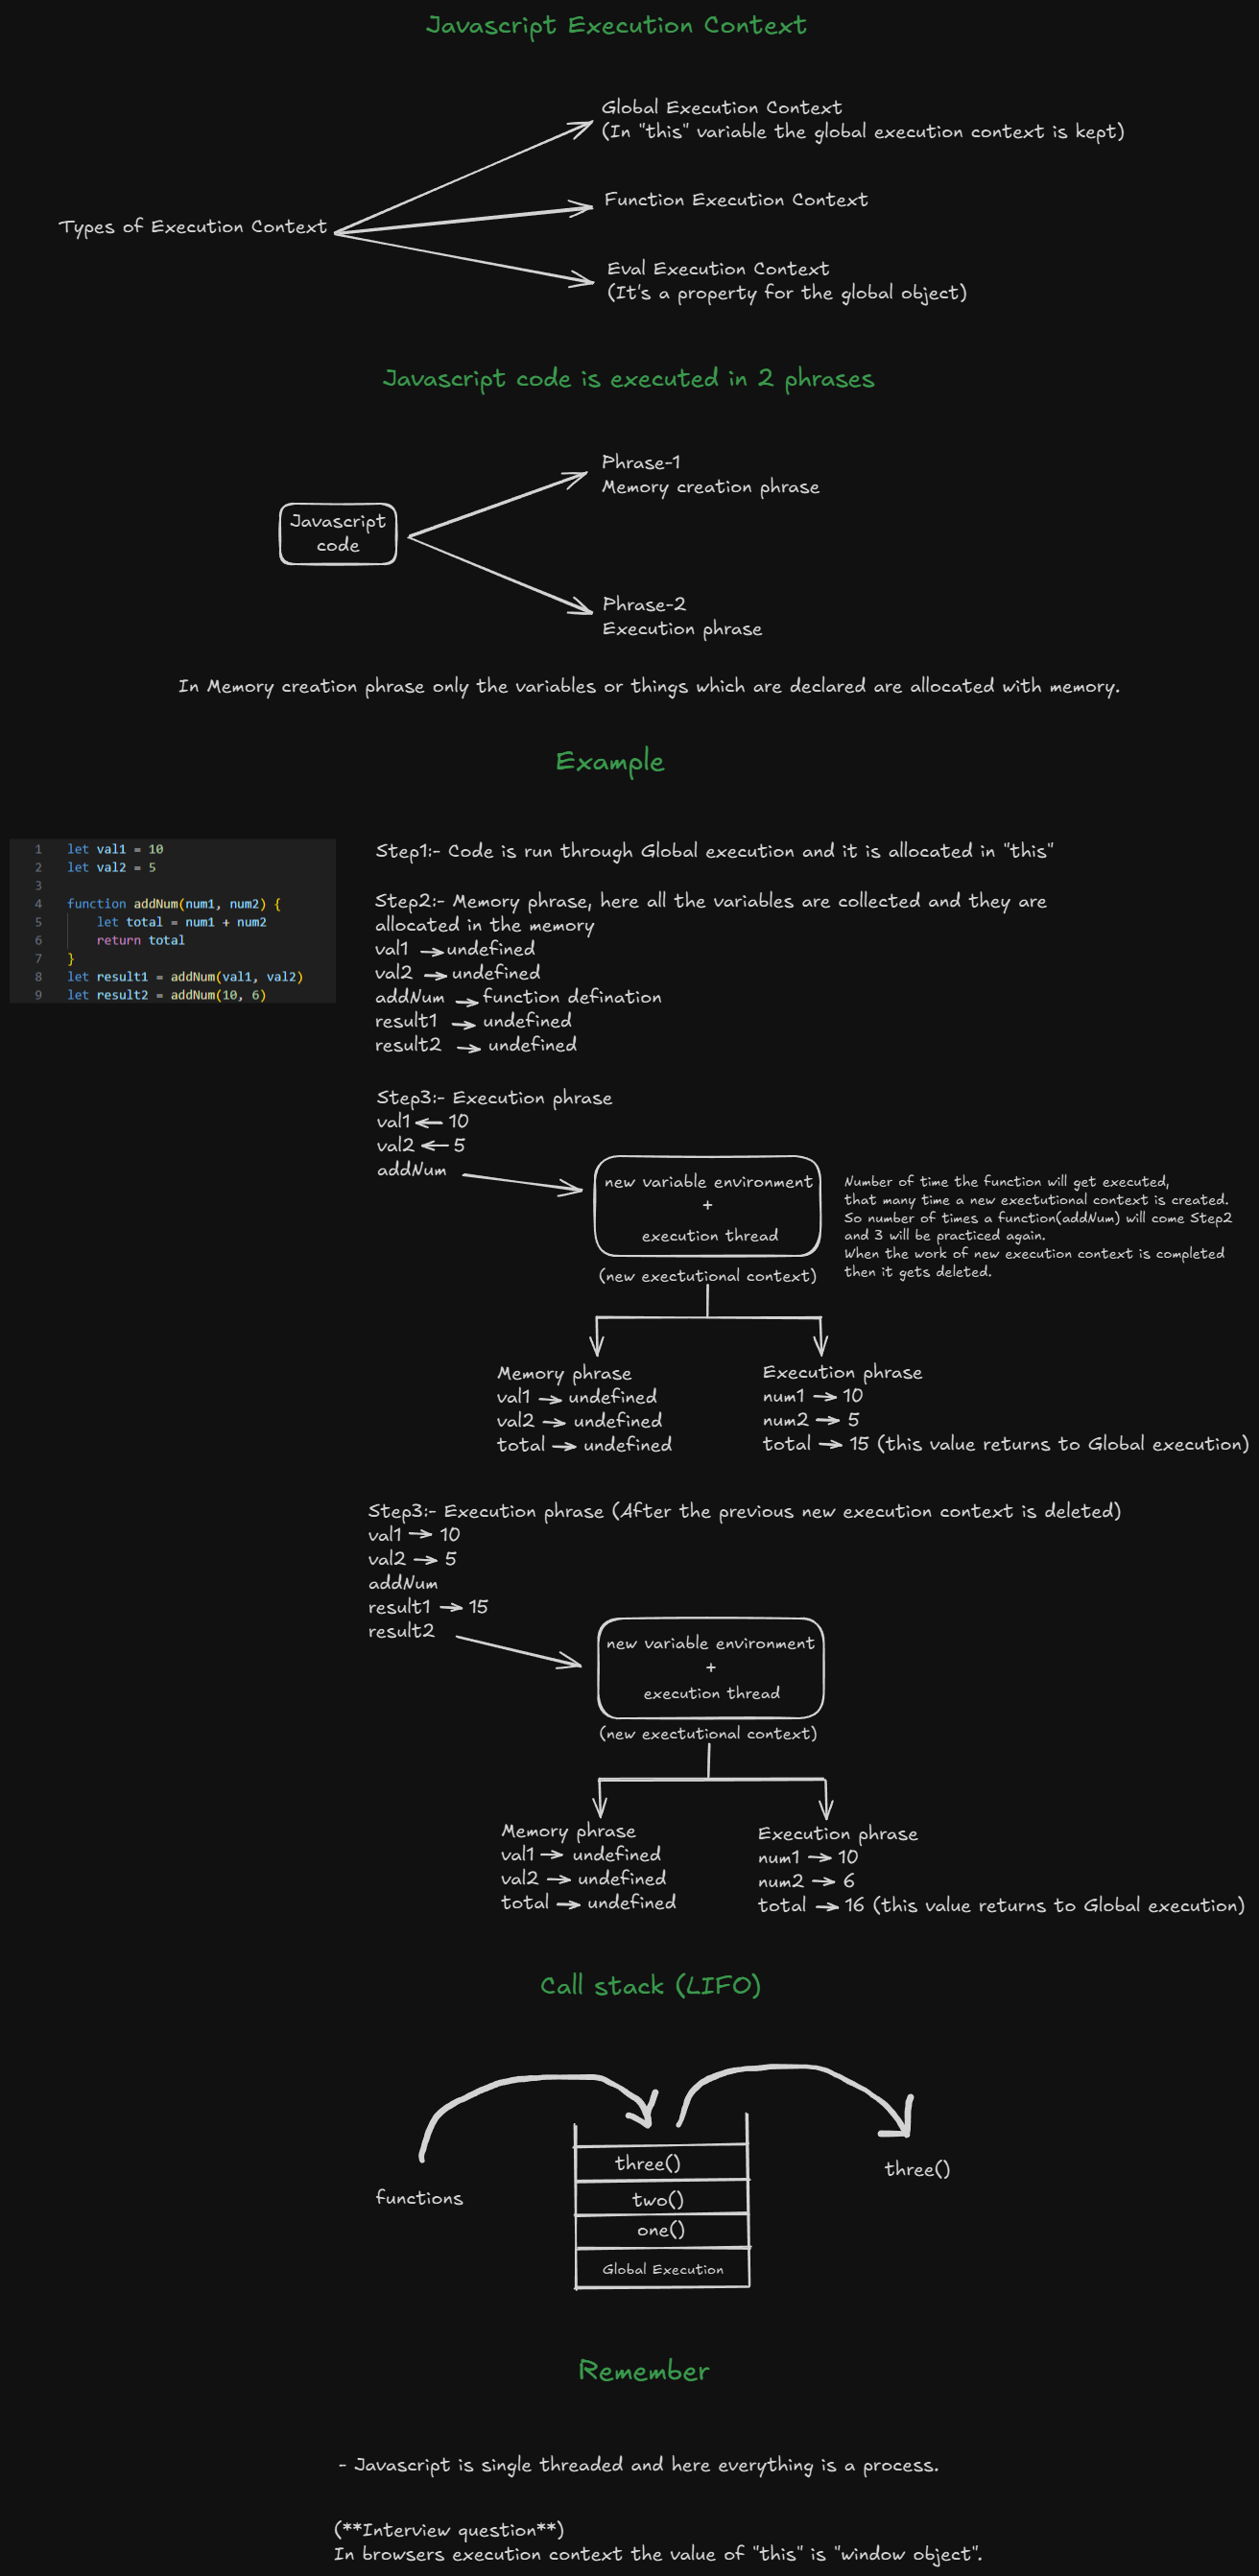 Javascript Execution Context
Global Execution Context
(In "this" variable the global execution context is kept)
Types of Execution Context
Function Execution Context
Eval Execution Context
(It's a property for the global object)
Javascript code is executed in 2 phrases
Phrase-1
Memory creation phrase
Javascript
code
Phrase-2
Execution phrase
In Memory creation phrase only the variables or things which are declared are allocated with memory.
Example
1 let val1 = 10
2 let val2 = 5
3
4 function addNum(num1, num2) {
5 let total = num1 + num2
6 return total
7 }
8 let result1 = addNum(val1, val2)
9 let result2 = addNum(10, 6)
Step1:- Code is run through Global execution and it is allocated in "this"
Step2:- Memory phrase, here all the variables are collected and they are
allocated in the memory
val1 → undefined
val2 → undefined
addNum → function defination
result1 → undefined
result2 → undefined
Step3:- Execution phrase
val1 ← 10
val2 ← 5
addNum
new variable environment
+
execution thread
(new exectutional context)
Number of time the function will get executed,
that many time a new exectutional context is created.
So number of times a function(addNum) will come Step2
and 3 will be practiced again.
When the work of new execution context is completed
then it gets deleted.
Memory phrase
val1 → undefined
val2 → undefined
total → undefined
Execution phrase
num1 → 10
num2 → 5
total → 15 (this value returns to Global execution)
Step3:- Execution phrase (After the previous new execution context is deleted)
val1 → 10
val2 → 5
addNum
result1 → 15
result2
new variable environment
+
execution thread
(new exectutional context)
Memory phrase
val1 → undefined
val2 → undefined
total → undefined
Execution phrase
num1 → 10
num2 → 6
total → 16 (this value returns to Global execution)
Call stack (LIFO)
functions
three()
two()
one()
Global Execution
three()
Remember
- Javascript is single threaded and here everything is a process.
(**Interview question**)
In browsers execution context the value of "this" is "window object".